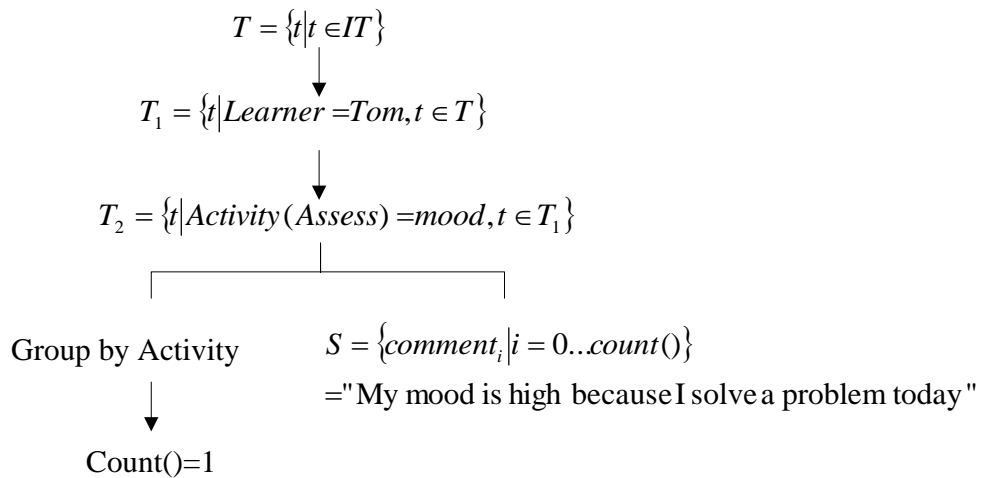 T = {t|t ∈ IT}
T₁ = {t|Learner =Tom, t ∈ T}
T₂ = {t|Activity(Assess) =mood, t ∈ T₁}
Group by Activity
S = {commentᵢ|i = 0...count()}
="My mood is high because I solve a problem today"
Count()=1